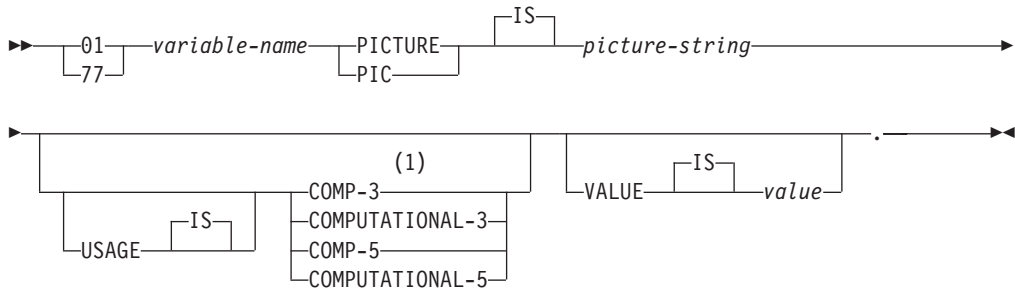 IS
01 variable-name PICTURE picture-string
77 PIC
(1)
IS
COMP-3 VALUE value .
IS COMPUTATIONAL-3
USAGE COMP-5
COMPUTATIONAL-5